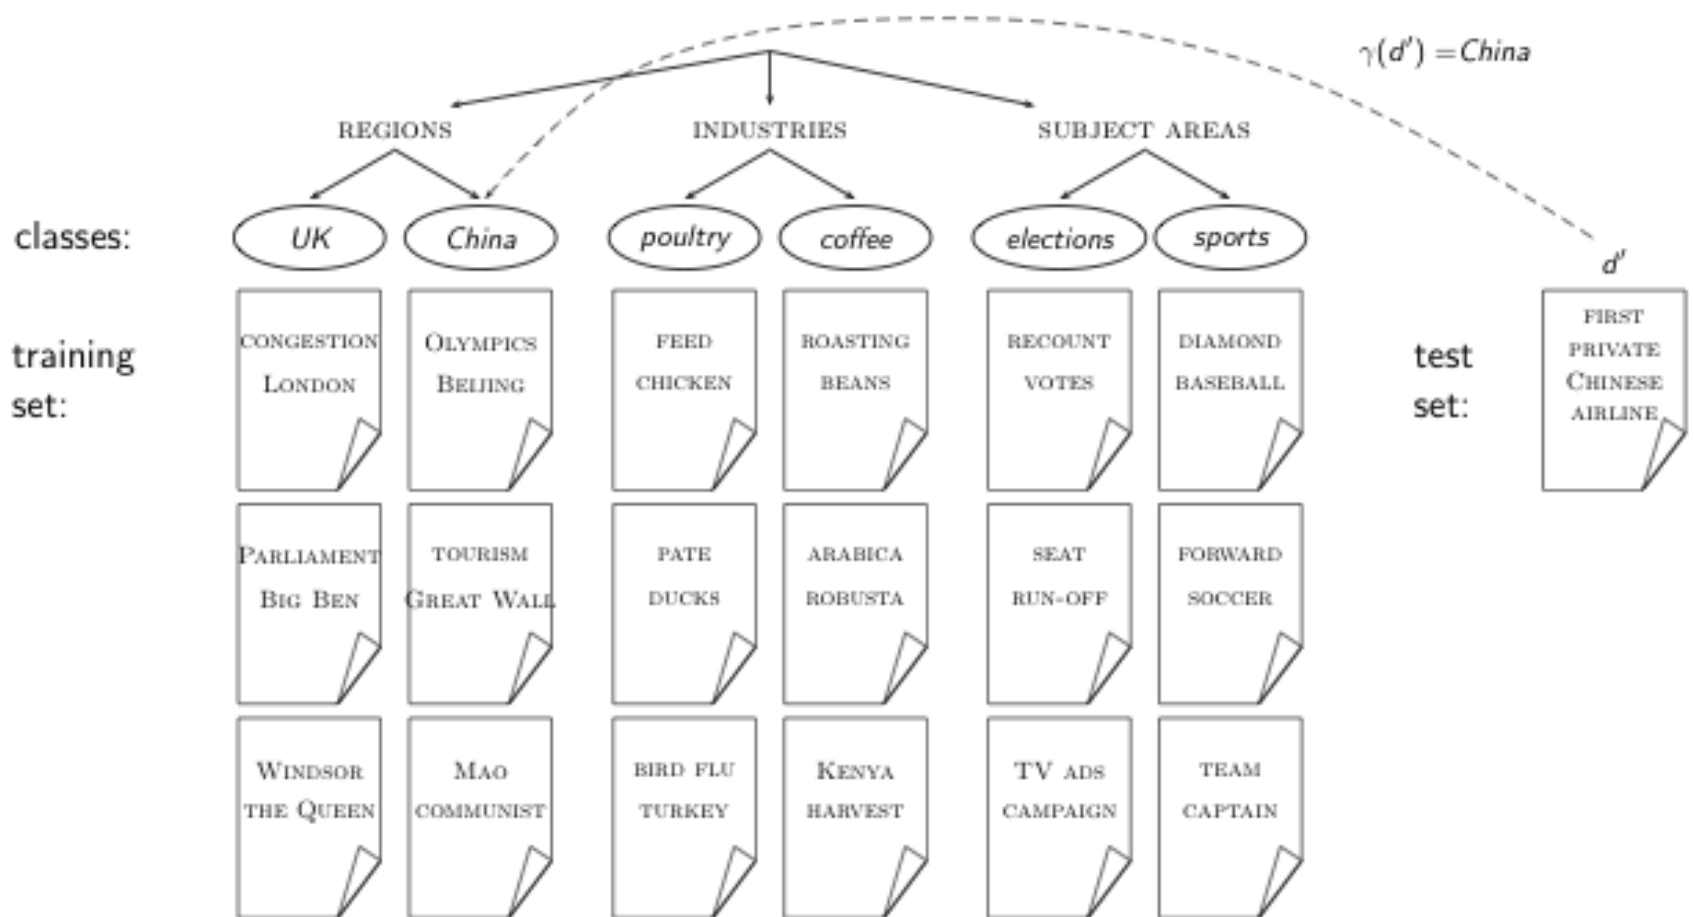 γ(d′) =China
REGIONS INDUSTRIES SUBJECT AREAS
classes: UK China poultry coffee elections sports
d′
training
set:
CONGESTION
LONDON
OLYMPICS
BEIJING
FEED
CHICKEN
ROASTING
BEANS
RECOUNT
VOTES
DIAMOND
BASEBALL
test
set:
FIRST
PRIVATE
CHINESE
AIRLINE
PARLIAMENT
BIG BEN
TOURISM
GREAT WALL
PATE
DUCKS
ARABICA
ROBUSTA
SEAT
RUN-OFF
FORWARD
SOCCER
WINDSOR
THE QUEEN
MAO
COMMUNIST
BIRD FLU
TURKEY
KENYA
HARVEST
TV ADS
CAMPAIGN
TEAM
CAPTAIN